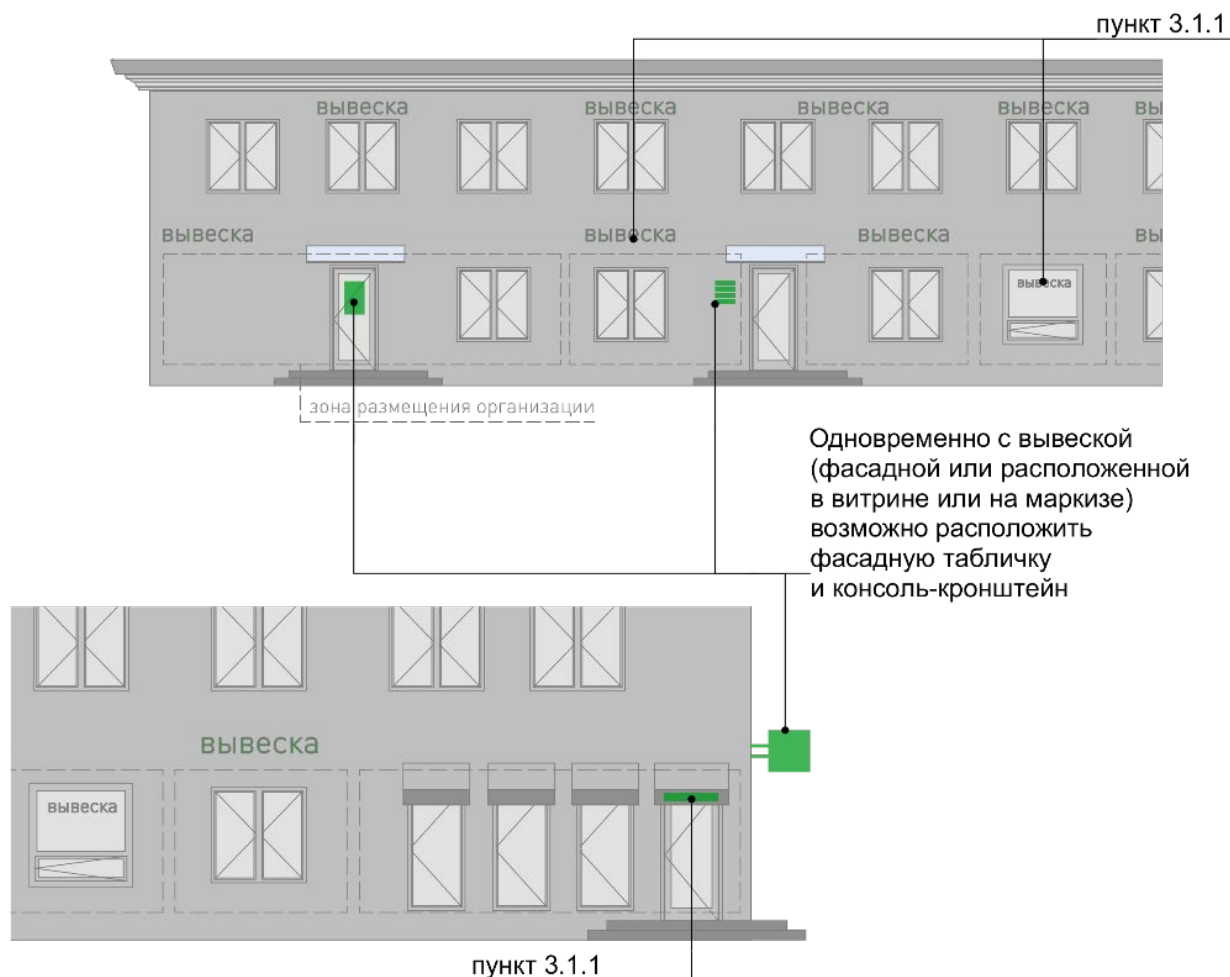 пункт 3.1.1
вывеска вывеска вывеска вывеска вы
вывеска вывеска вывеска вы
вывеска
зона размещения организации
Одновременно с вывеской
(фасадной или расположенной
в витрине или на маркизе)
возможно расположить
фасадную табличку
и консоль-кронштейн
вывеска
вывеска
пункт 3.1.1